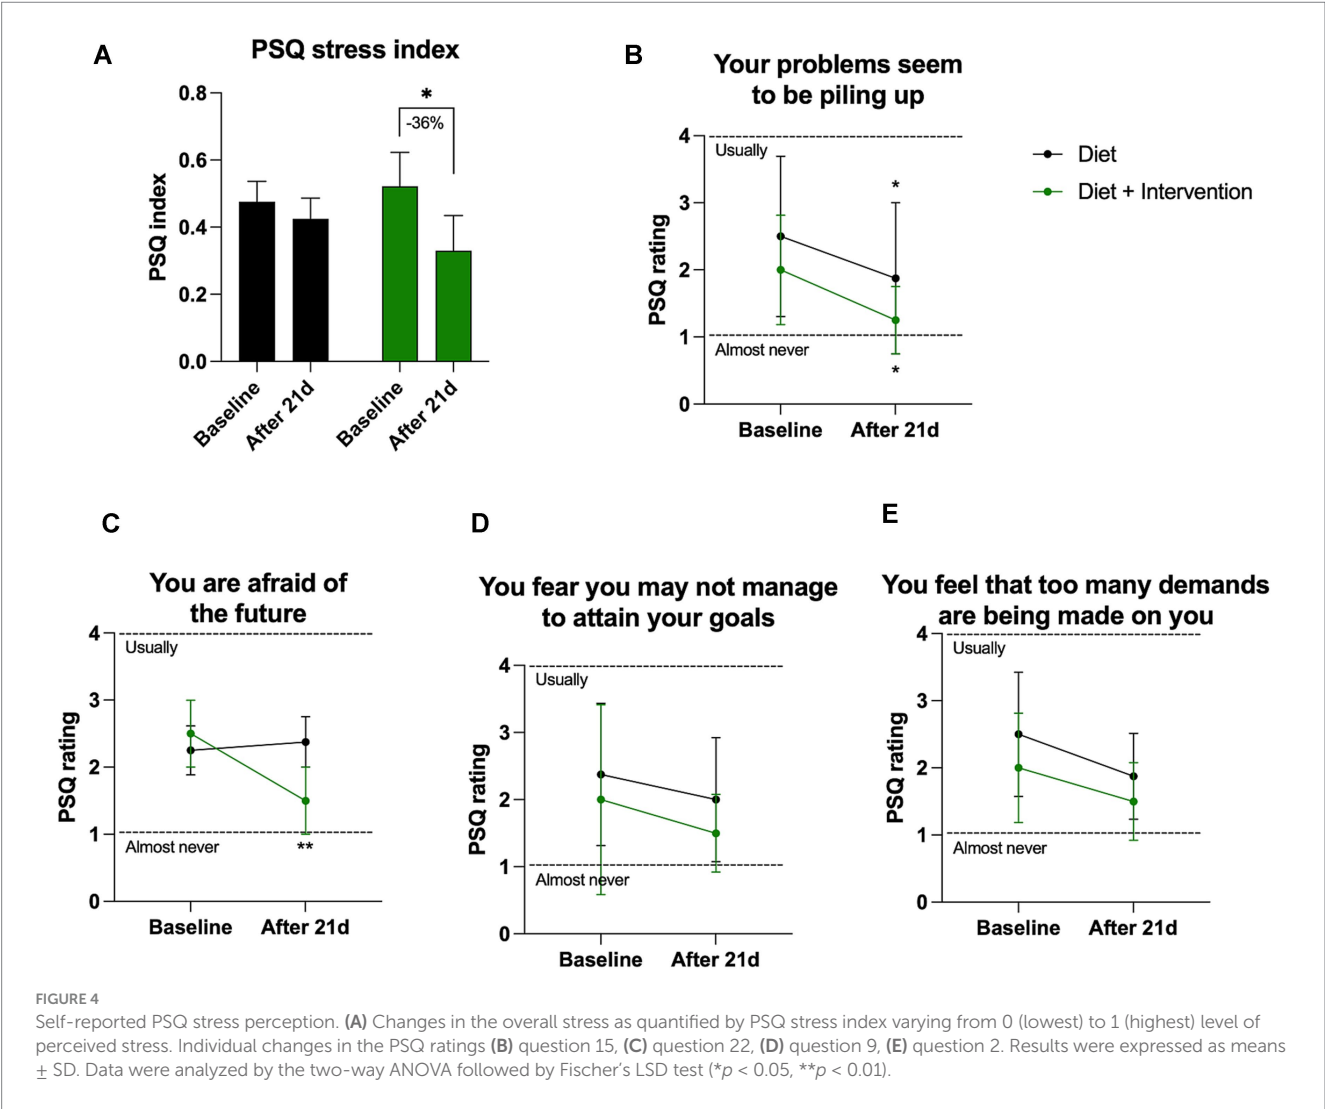 A
PSQ stress index
PSQ index
0.8
0.6
0.4
0.2
0.0
*
-36%
Baseline
After 21d
Baseline
After 21d
B
Your problems seem
to be piling up
PSQ rating
4
3
2
1
0
Usually
Almost never
*
*
Baseline
After 21d
Diet
Diet + Intervention
C
You are afraid of
the future
PSQ rating
4
3
2
1
0
Usually
Almost never
**
Baseline
After 21d
D
You fear you may not manage
to attain your goals
PSQ rating
4
3
2
1
0
Usually
Almost never
Baseline
After 21d
E
You feel that too many demands
are being made on you
PSQ rating
4
3
2
1
0
Usually
Almost never
Baseline
After 21d
FIGURE 4
Self-reported PSQ stress perception. (A) Changes in the overall stress as quantified by PSQ stress index varying from 0 (lowest) to 1 (highest) level of
perceived stress. Individual changes in the PSQ ratings (B) question 15, (C) question 22, (D) question 9, (E) question 2. Results were expressed as means
± SD. Data were analyzed by the two-way ANOVA followed by Fischer's LSD test (*p < 0.05, **p < 0.01).